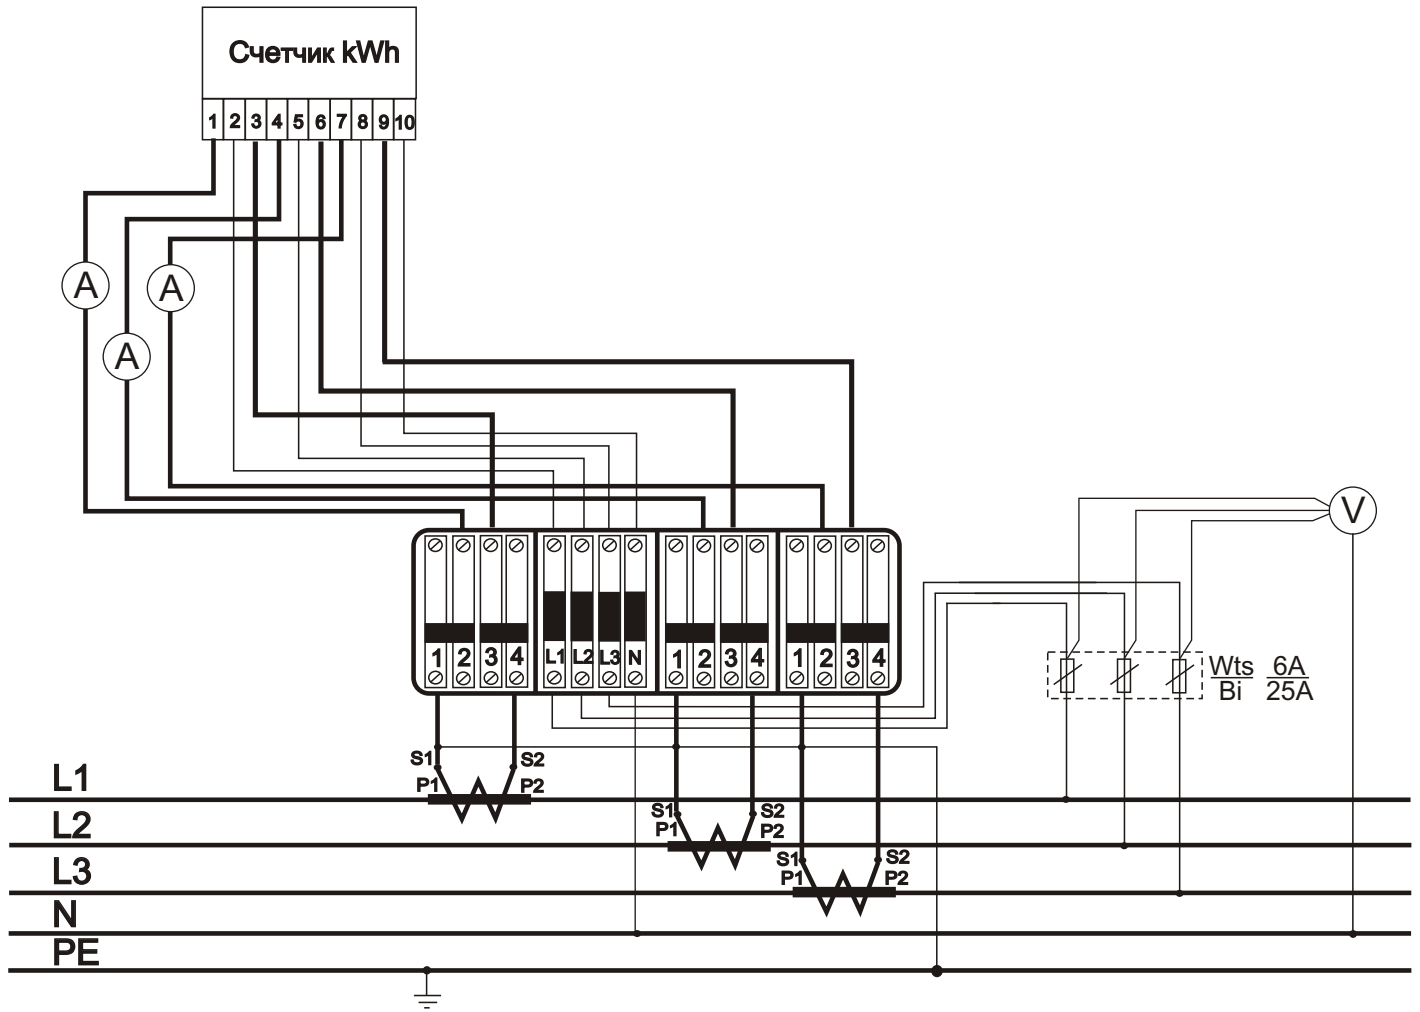 Счетчик kWh
1 2 3 4 5 6 7 8 9 10
A
A
A
V
1 2 3 4 L1 L2 L3 N 1 2 3 4 1 2 3 4
Wts 6A
Bi 25A
S1 S2
P1 P2
L1
S1 S2
P1 P2
L2
S1 S2
P1 P2
L3
N
PE